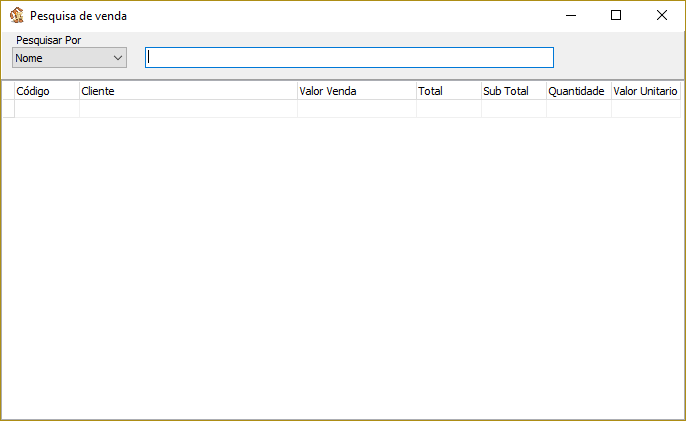 Pesquisa de venda
Pesquisar Por
Nome
Código Cliente Valor Venda Total Sub Total Quantidade Valor Unitario